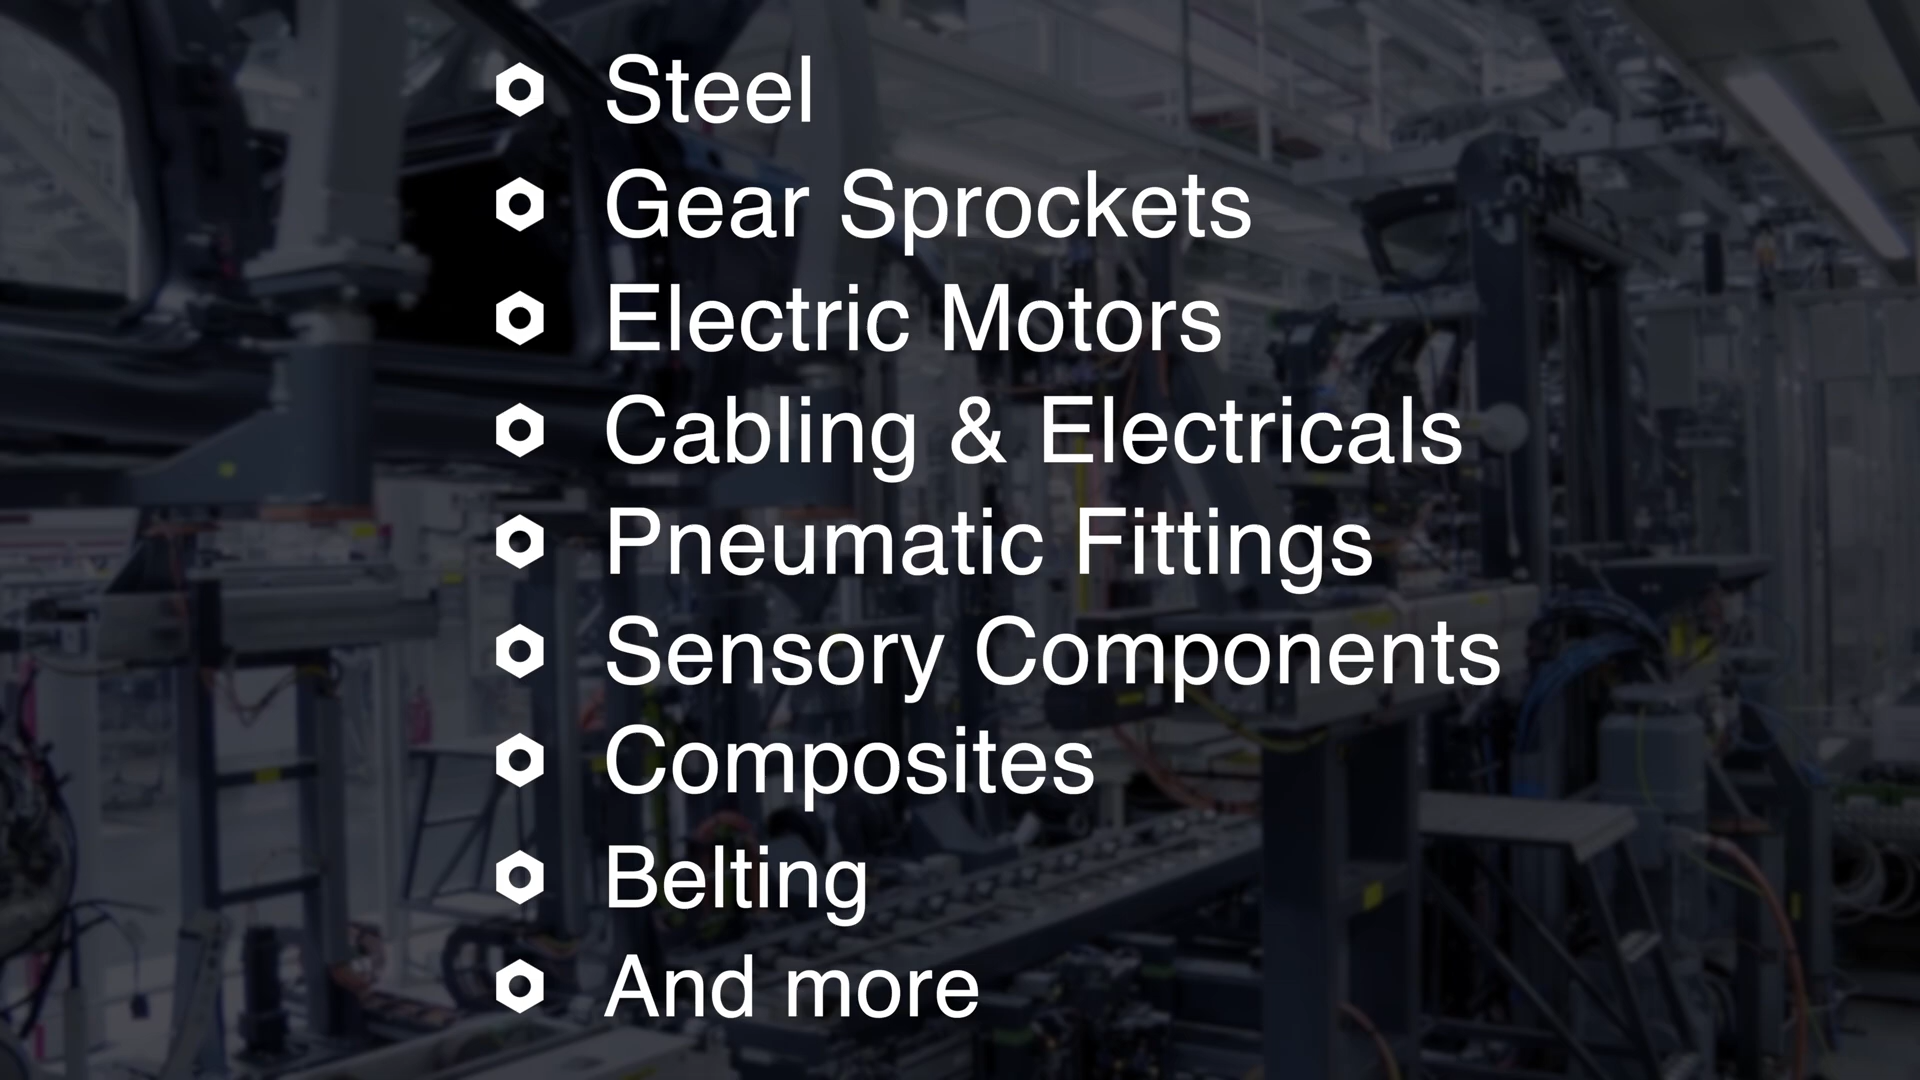 Steel
Gear Sprockets
Electric Motors
Cabling & Electricals
Pneumatic Fittings
Sensory Components
Composites
Belting
And more